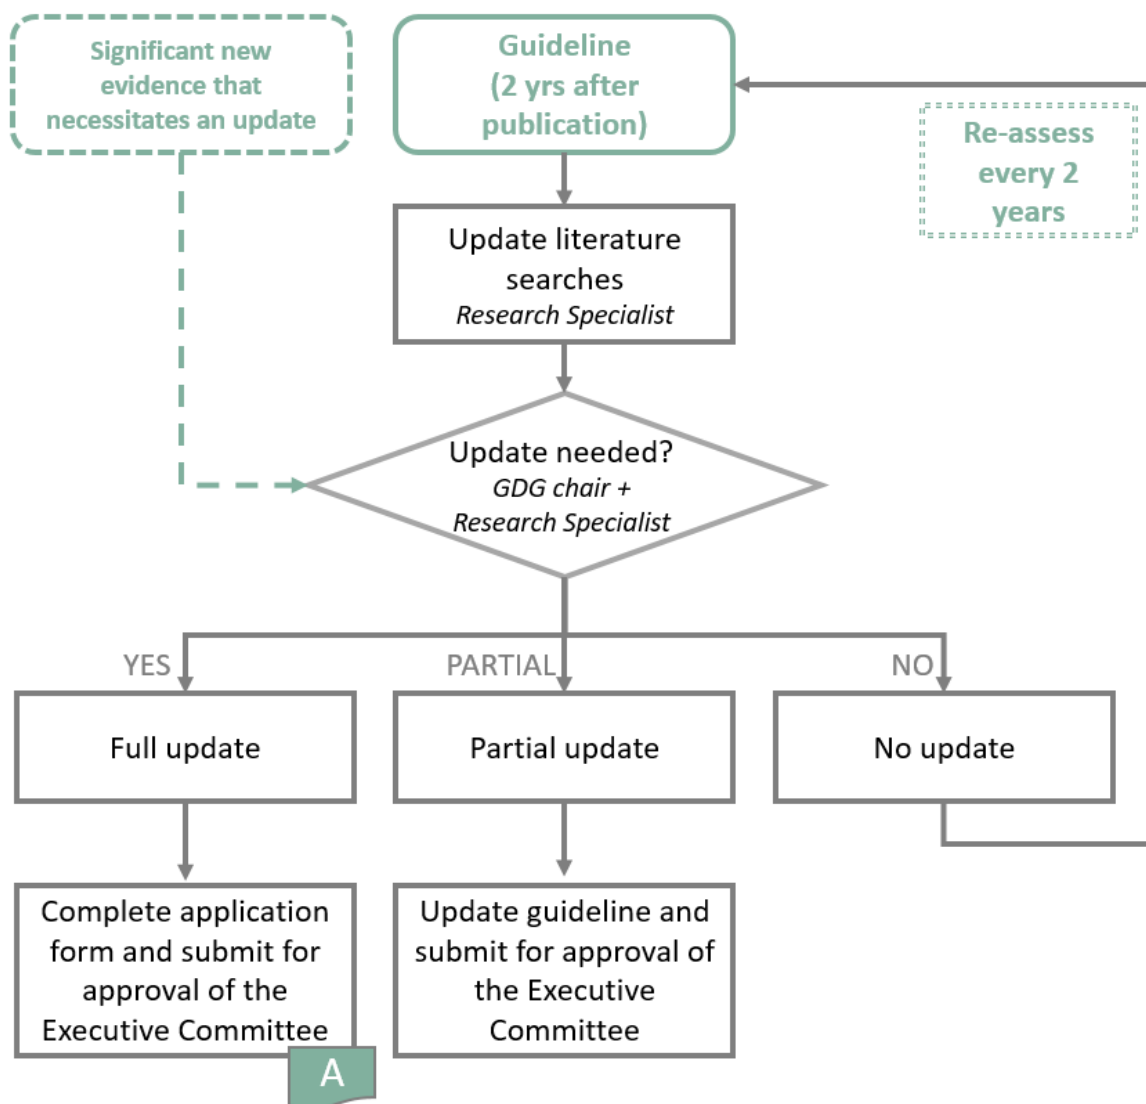 Significant new
evidence that
necessitates an update
Guideline
(2 yrs after
publication)
Re-assess
every 2
years
Update literature
searches
Research Specialist
Update needed?
GDG chair +
Research Specialist
YES
PARTIAL
NO
Full update
Partial update
No update
Complete application
form and submit for
approval of the
Executive Committee
A
Update guideline and
submit for approval of
the Executive
Committee